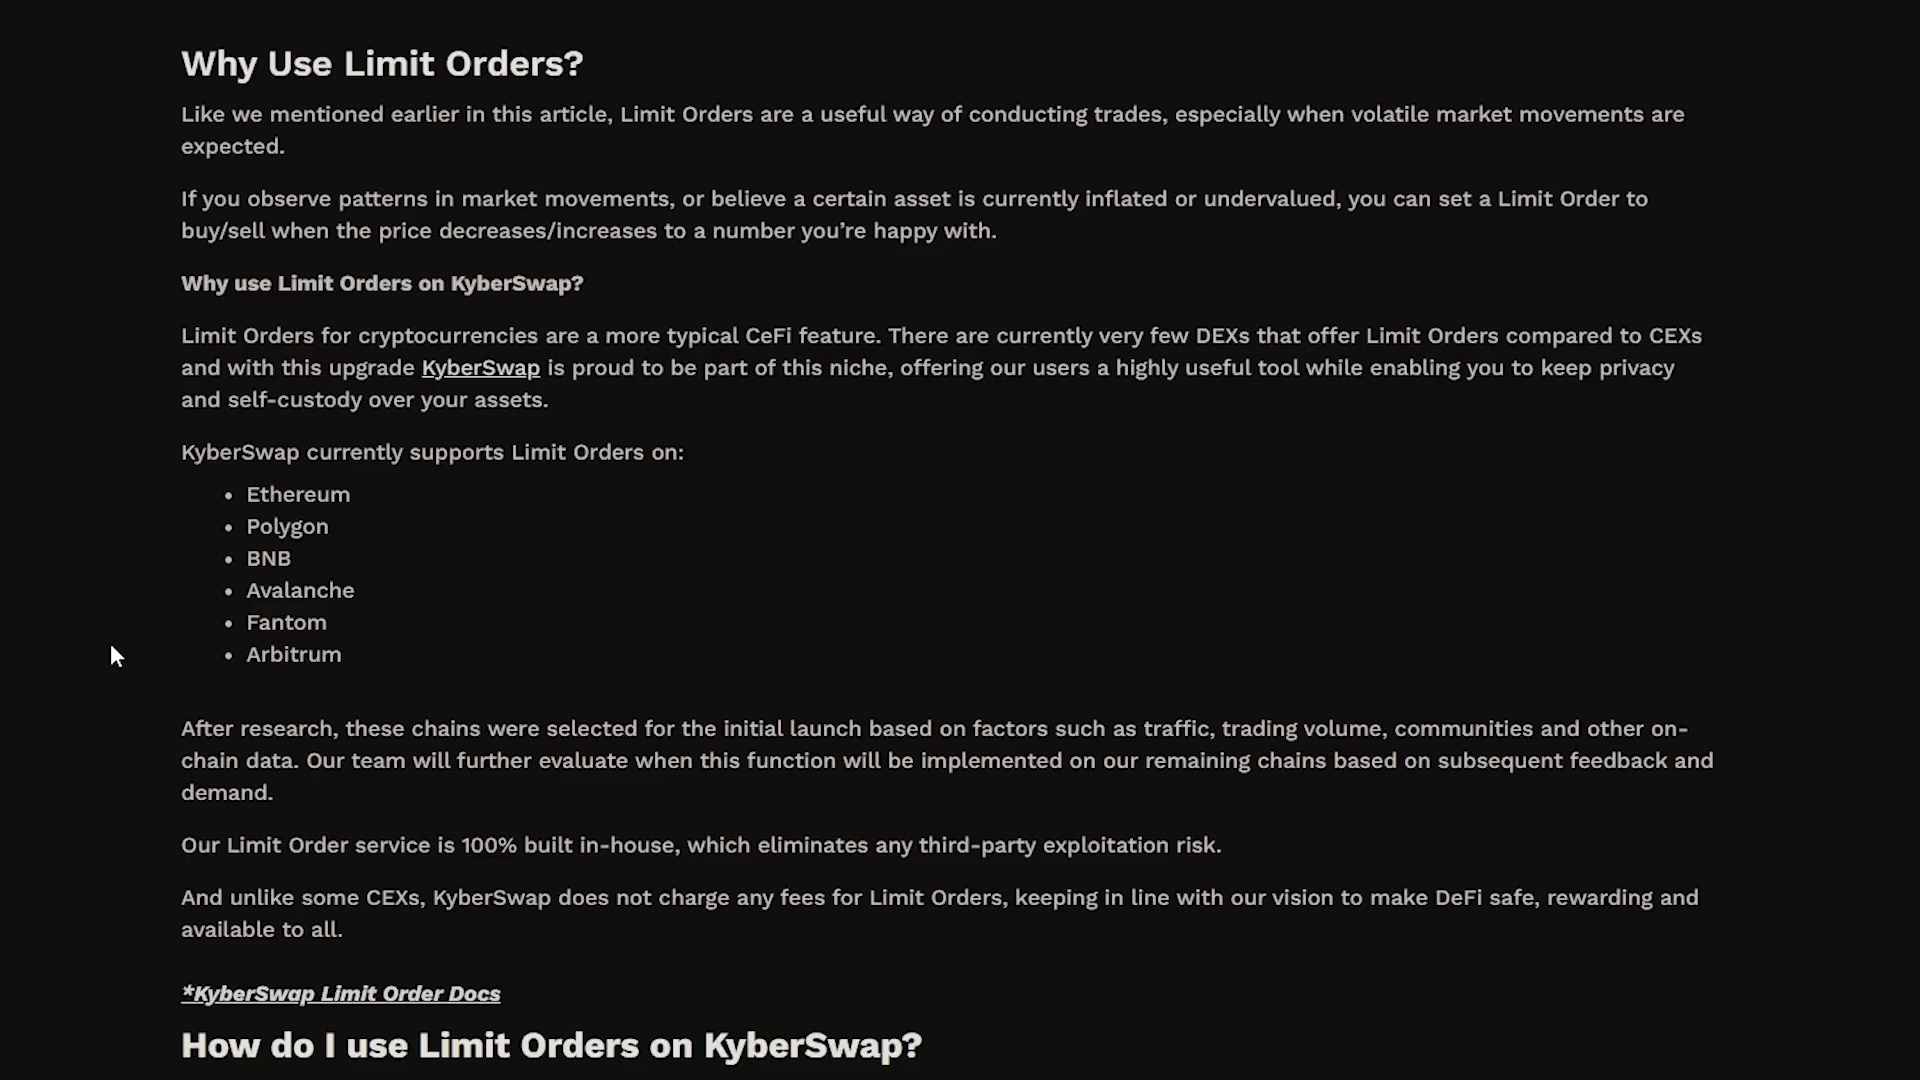 Why Use Limit Orders?
Like we mentioned earlier in this article, Limit Orders are a useful way of conducting trades, especially when volatile market movements are
expected.
If you observe patterns in market movements, or believe a certain asset is currently inflated or undervalued, you can set a Limit Order to
buy/sell when the price decreases/increases to a number you’re happy with.
Why use Limit Orders on KyberSwap?
Limit Orders for cryptocurrencies are a more typical CeFi feature. There are currently very few DEXs that offer Limit Orders compared to CEXs
and with this upgrade KyberSwap is proud to be part of this niche, offering our users a highly useful tool while enabling you to keep privacy
and self-custody over your assets.
KyberSwap currently supports Limit Orders on:
• Ethereum
• Polygon
• BNB
• Avalanche
• Fantom
• Arbitrum
After research, these chains were selected for the initial launch based on factors such as traffic, trading volume, communities and other on-
chain data. Our team will further evaluate when this function will be implemented on our remaining chains based on subsequent feedback and
demand.
Our Limit Order service is 100% built in-house, which eliminates any third-party exploitation risk.
And unlike some CEXs, KyberSwap does not charge any fees for Limit Orders, keeping in line with our vision to make DeFi safe, rewarding and
available to all.
*KyberSwap Limit Order Docs
How do I use Limit Orders on KyberSwap?